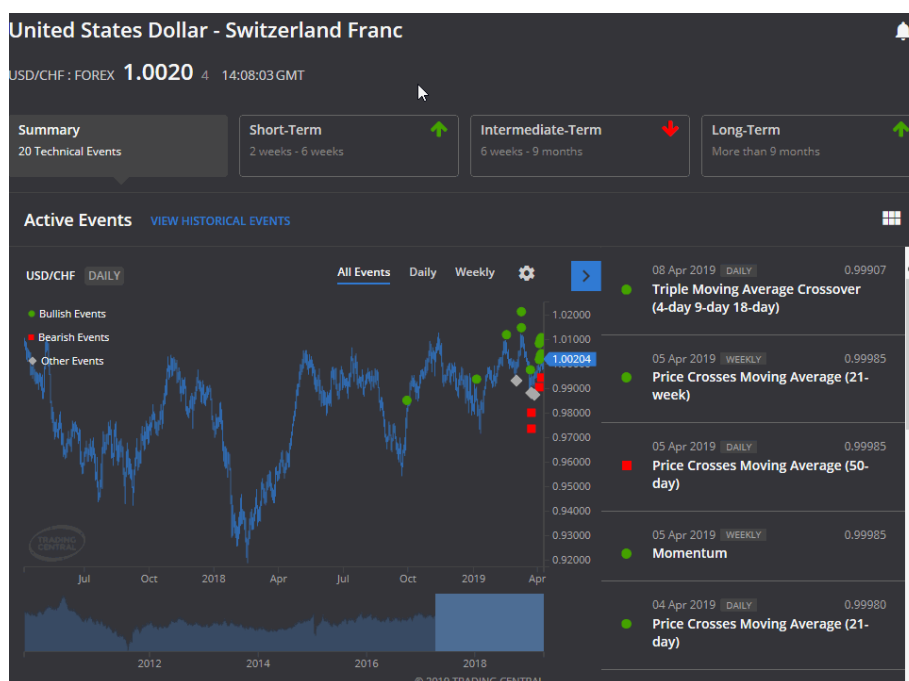 United States Dollar - Switzerland Franc
USD/CHF : FOREX 1.0020 4 14:08:03 GMT
Summary
20 Technical Events
Short-Term
2 weeks - 6 weeks
Intermediate-Term
6 weeks - 9 months
Long-Term
More than 9 months
Active Events VIEW HISTORICAL EVENTS
USD/CHF DAILY
All Events Daily Weekly
Bullish Events
Bearish Events
Other Events
1.02000
1.01000
1.00204
0.99000
0.98000
0.97000
0.96000
0.95000
0.94000
0.93000
0.92000
TRADING
CENTRAL
Jul Oct 2018 Apr Jul Oct 2019 Apr
2012 2014 2016 2018
© 2019 TRADING CENTRAL
08 Apr 2019 DAILY 0.99907
Triple Moving Average Crossover
(4-day 9-day 18-day)
05 Apr 2019 WEEKLY 0.99985
Price Crosses Moving Average (21-
week)
05 Apr 2019 DAILY 0.99985
Price Crosses Moving Average (50-
day)
05 Apr 2019 WEEKLY 0.99985
Momentum
04 Apr 2019 DAILY 0.99980
Price Crosses Moving Average (21-
day)